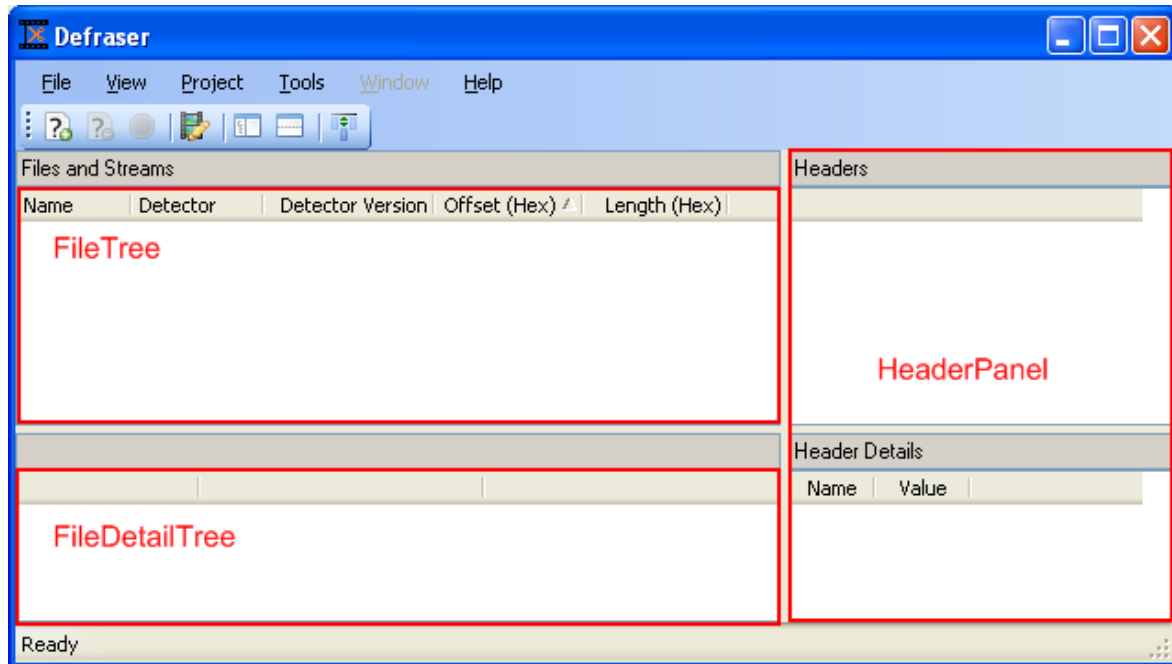 Defraser
File View Project Tools Window Help
Files and Streams
Name Detector Detector Version Offset (Hex) Length (Hex)
FileTree
Headers
HeaderPanel
FileDetailTree
Header Details
Name Value
Ready